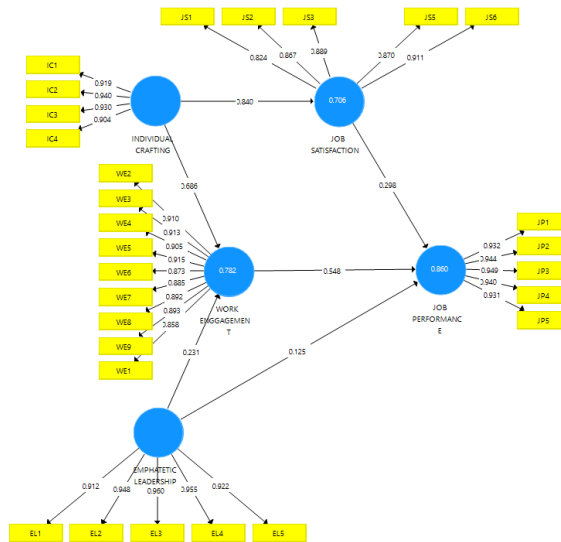 JS1
JS2
JS3
JS5
JS6
0.824
0.867
0.889
0.870
0.911
IC1
IC2
IC3
IC4
0.919
0.940
0.930
0.904
0.840
0.706
INDIVIDUAL
CRAFTING
JOB
SATISFACTION
0.686
0.298
WE2
WE3
WE4
WE5
WE6
WE7
WE8
WE9
WE1
0.910
0.913
0.905
0.915
0.873
0.885
0.892
0.893
0.858
0.782
WORK
ENGGAGEMEN
T
0.548
0.860
JOB
PERFORMANC
E
JP1
JP2
JP3
JP4
JP5
0.932
0.944
0.949
0.940
0.931
0.231
0.125
EMPHATETIC
LEADERSHIP
0.912
0.948
0.960
0.955
0.922
EL1
EL2
EL3
EL4
EL5